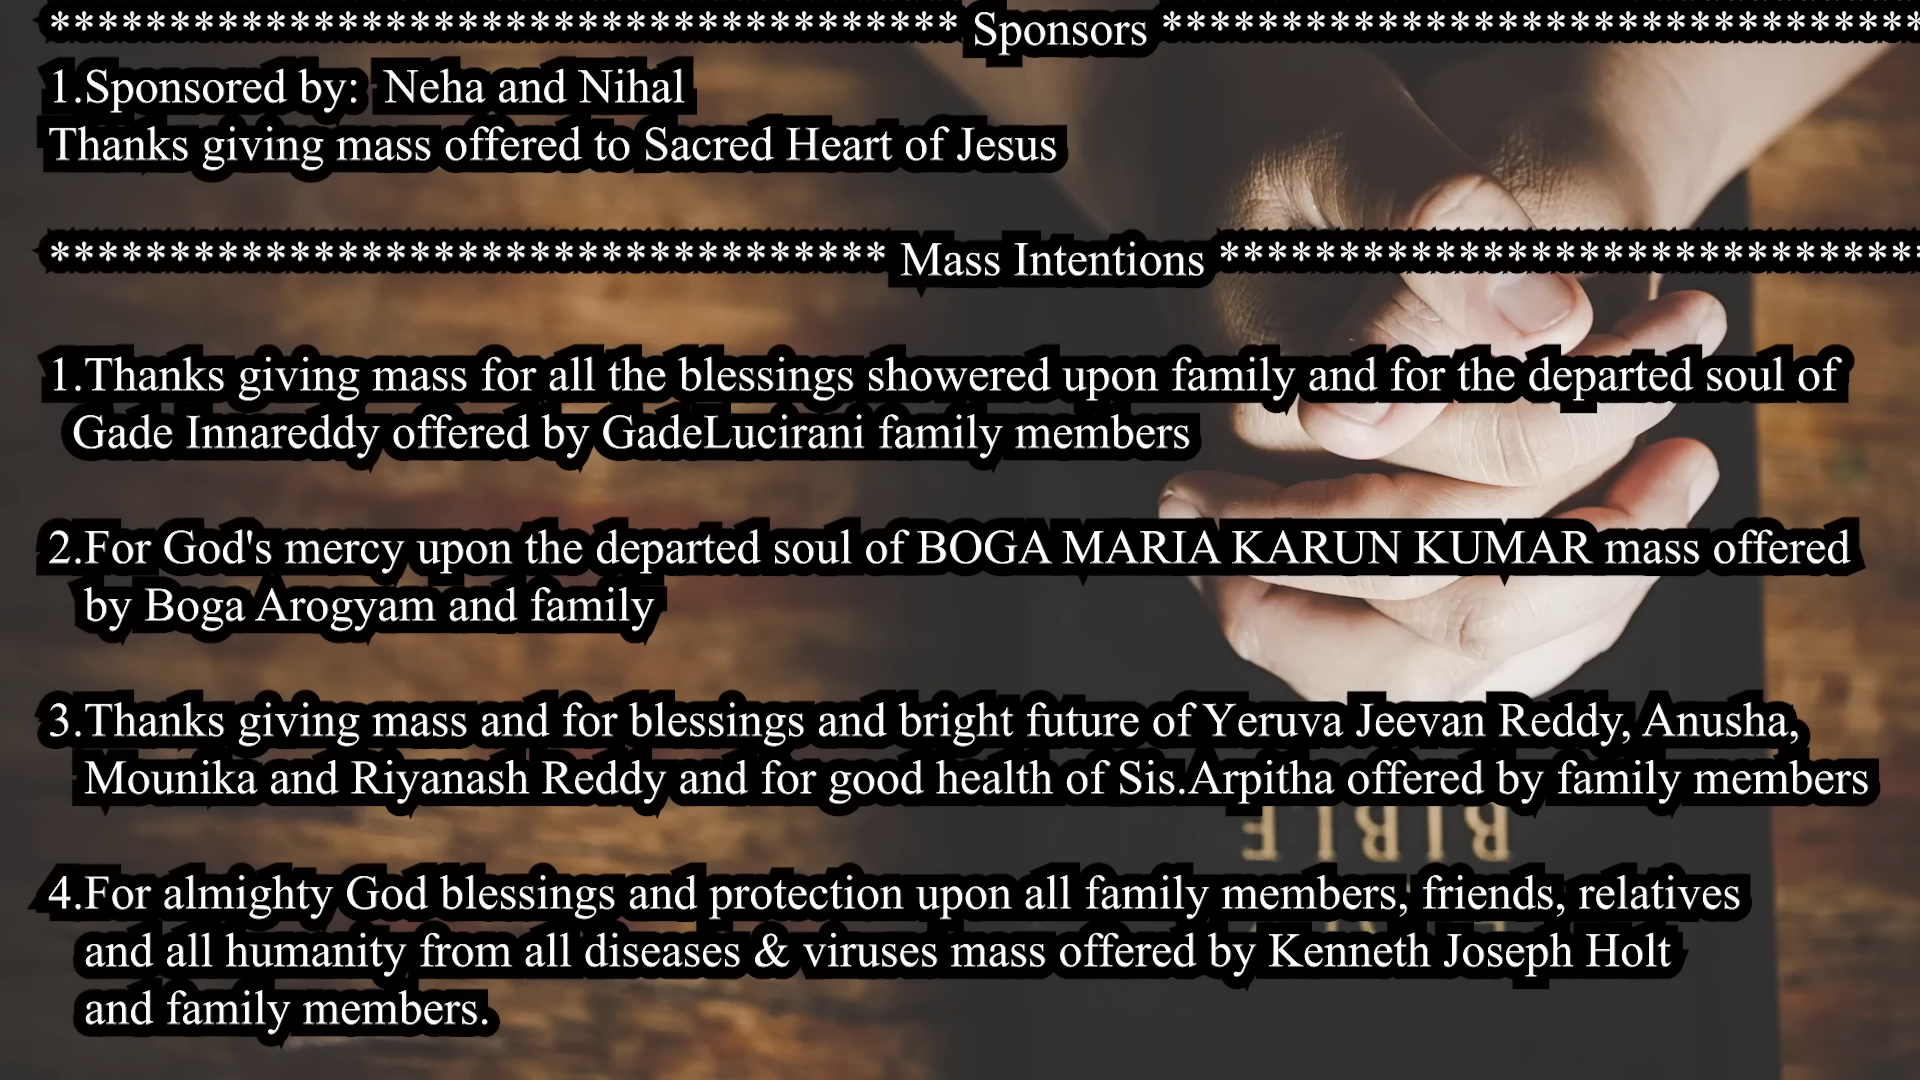 ************************************** Sponsors ********************************
1.Sponsored by:  Neha and Nihal
Thanks giving mass offered to Sacred Heart of Jesus
*********************************** Mass Intentions ******************************
1.Thanks giving mass for all the blessings showered upon family and for the departed soul of
Gade Innareddy offered by GadeLucirani family members
2.For God's mercy upon the departed soul of BOGA MARIA KARUN KUMAR mass offered
by Boga Arogyam and family
3.Thanks giving mass and for blessings and bright future of Yeruva Jeevan Reddy, Anusha,
Mounika and Riyanash Reddy and for good health of Sis.Arpitha offered by family members
BIBLE
4.For almighty God blessings and protection upon all family members, friends, relatives
and all humanity from all diseases & viruses mass offered by Kenneth Joseph Holt
and family members.